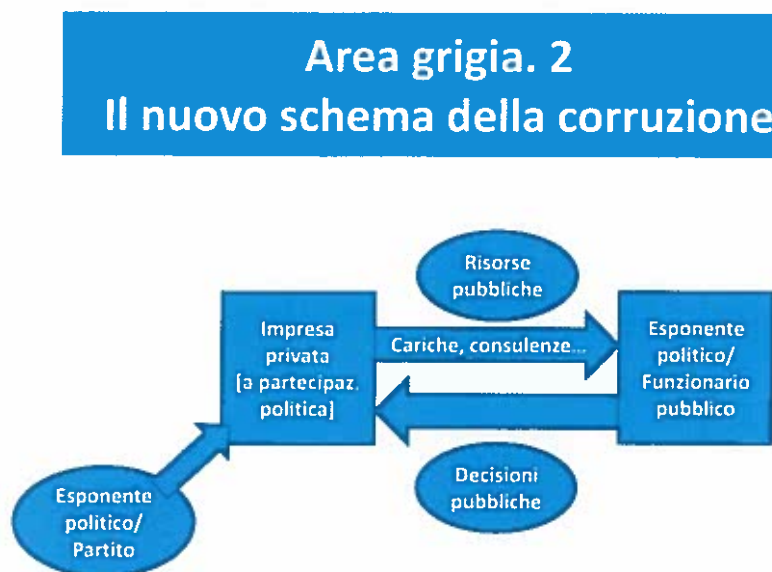 Area grigia. 2
Il nuovo schema della corruzione
Risorse
pubbliche
Impresa
privata
[a partecipaz.
politica]
Cariche, consulenze...
Esponente
politico/
Funzionario
pubblico
Decisioni
pubbliche
Esponente
politico/
Partito